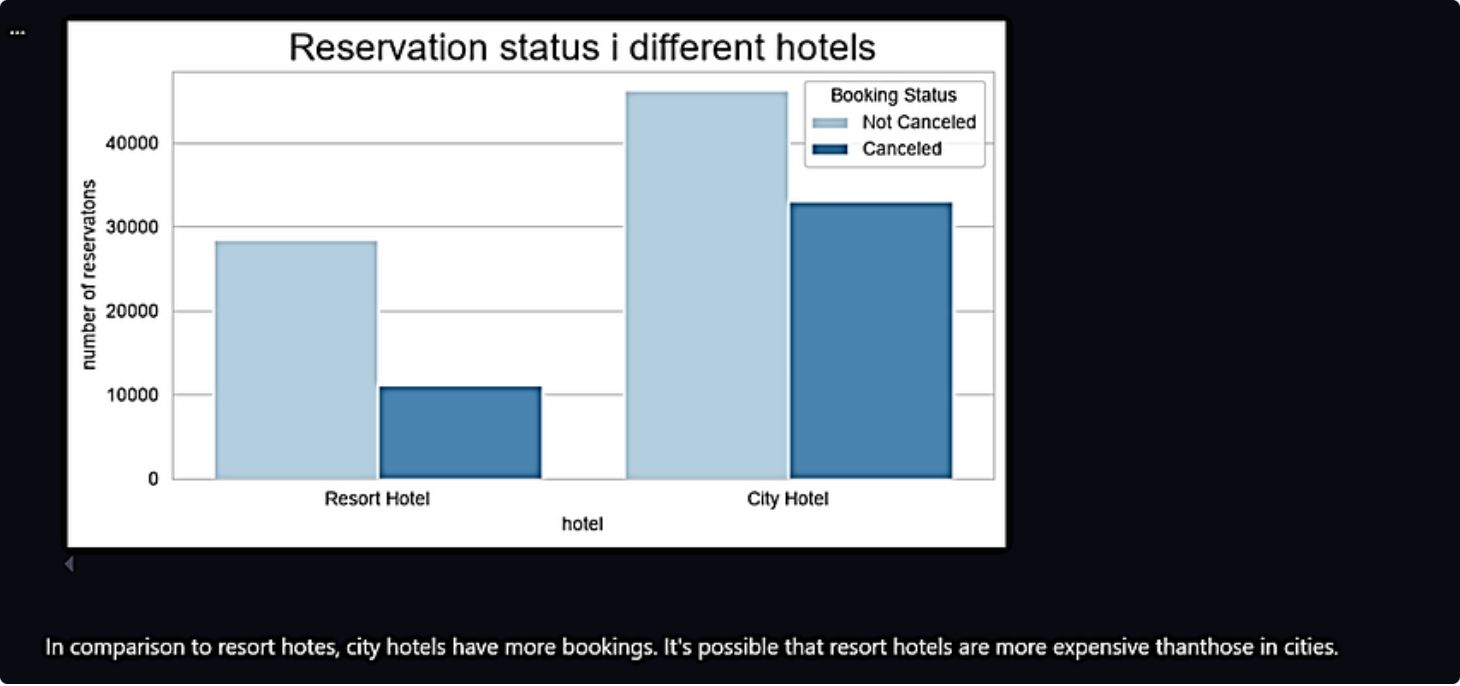 ...
Reservation status i different hotels
Booking Status
Not Canceled
Canceled
number of reservatons
40000
30000
20000
10000
0
Resort Hotel
City Hotel
hotel
In comparison to resort hotes, city hotels have more bookings. It's possible that resort hotels are more expensive thanthose in cities.